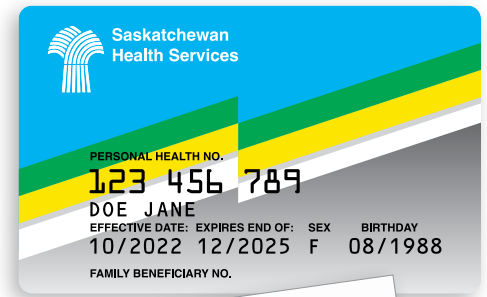 Saskatchewan
Health Services
PERSONAL HEALTH NO.
123 456 789
DOE JANE
EFFECTIVE DATE: EXPIRES END OF: SEX BIRTHDAY
10/2022 12/2025 F 08/1988
FAMILY BENEFICIARY NO.